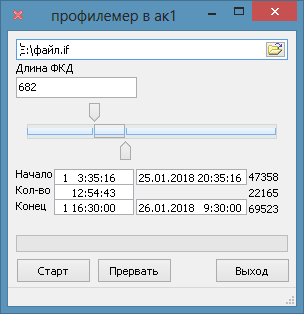 профилемер в ак1
E:\файл.if
Длина ФКД
682
Начало 1 3:35:16 25.01.2018 20:35:16 47358
Кол-во 12:54:43 22165
Конец 1 16:30:00 26.01.2018 9:30:00 69523
Старт Прервать Выход